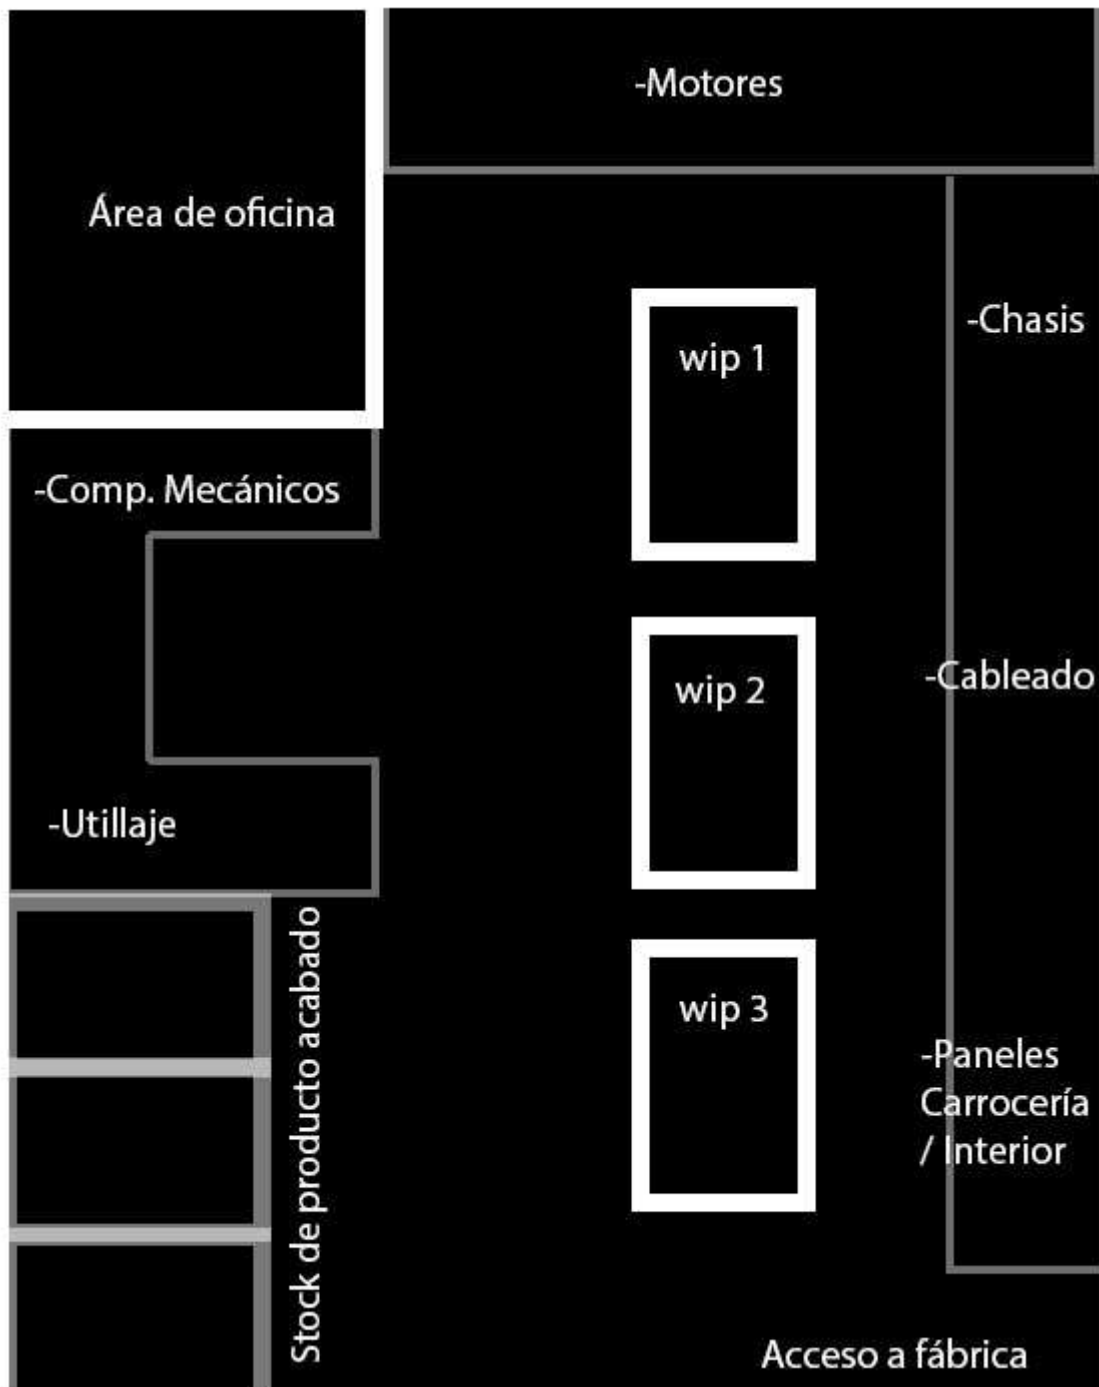 -Motores
Área de oficina
-Chasis
wip 1
-Comp. Mecánicos
-Cableado
wip 2
-Utillaje
Stock de producto acabado
wip 3
-Paneles
Carrocería
/ Interior
Acceso a fábrica